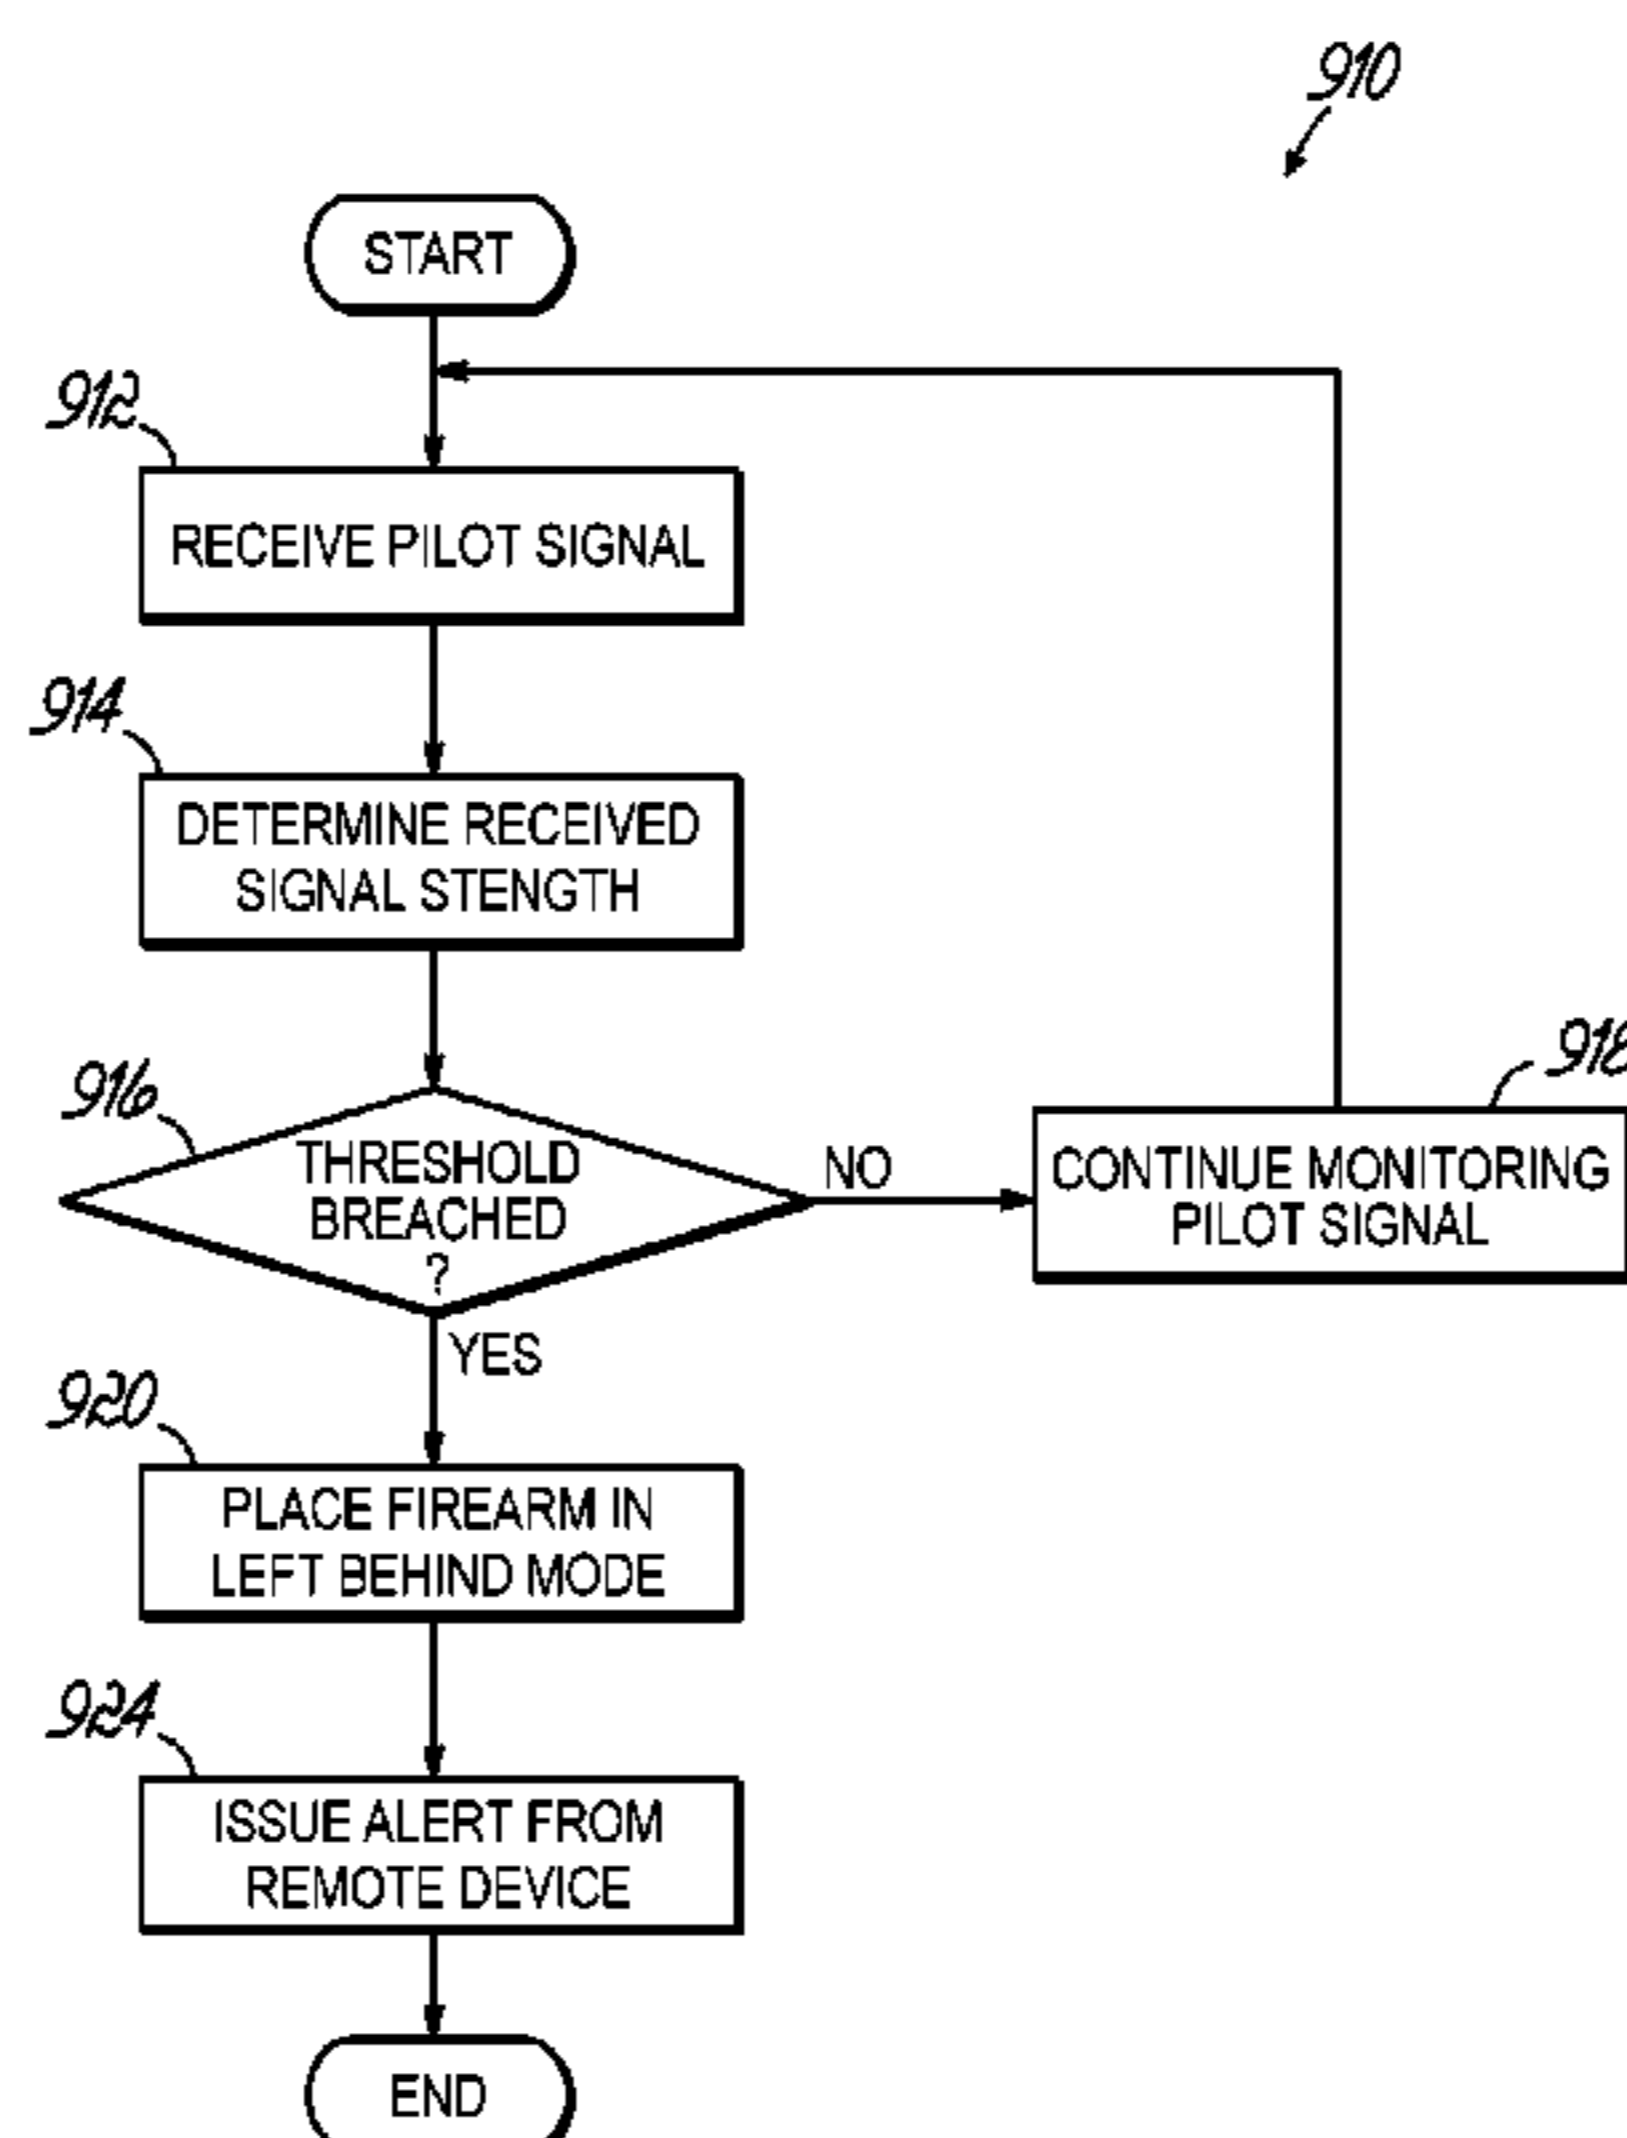 910
START
912
RECEIVE PILOT SIGNAL
914
DETERMINE RECEIVED
SIGNAL STENGTH
916
THRESHOLD
BREACHED
?
NO
918
CONTINUE MONITORING
PILOT SIGNAL
YES
920
PLACE FIREARM IN
LEFT BEHIND MODE
924
ISSUE ALERT FROM
REMOTE DEVICE
END